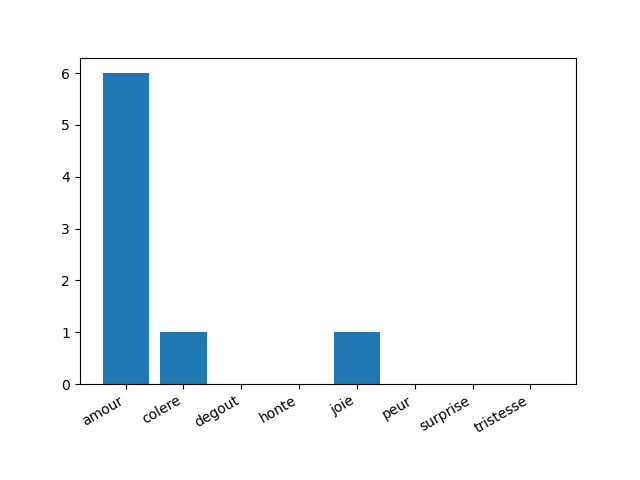 6
5
4
3
2
1
0
amour
colere
degout
honte
joie
peur
surprise
tristesse